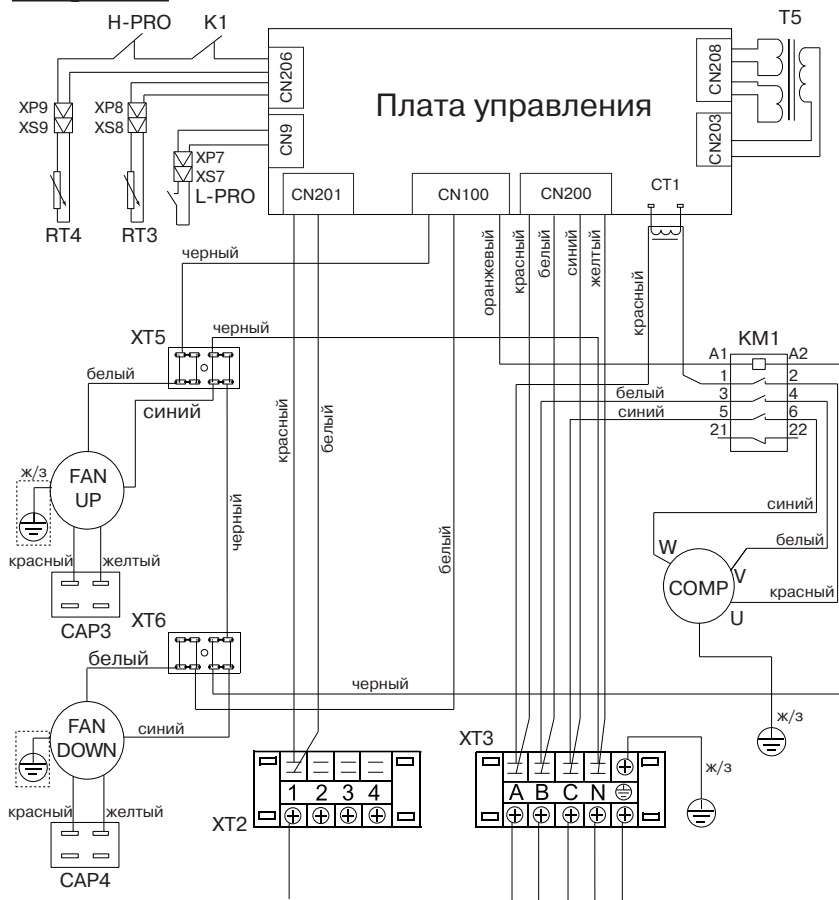 H-PRO
K1
T5
CN206
CN208
XP9
XS9
XP8
XS8
Плата управления
CN9
CN203
XP7
XS7
L-PRO
CN201
CN100
CN200
CT1
RT4
RT3
черный
оранжевый
красный
белый
синий
желтый
красный
XT5
черный
KM1
A1
A2
1
2
белый
3
4
белый
синий
5
6
синий
21
22
красный
белый
ж/з
FAN
UP
черный
белый
синий
W
белый
красный
желтый
COMP
V
красный
U
CAP3
XT6
белый
черный
FAN
DOWN
синий
ж/з
XT3
ж/з
красный
желтый
1
2
3
4
A
B
C
N
XT2
CAP4